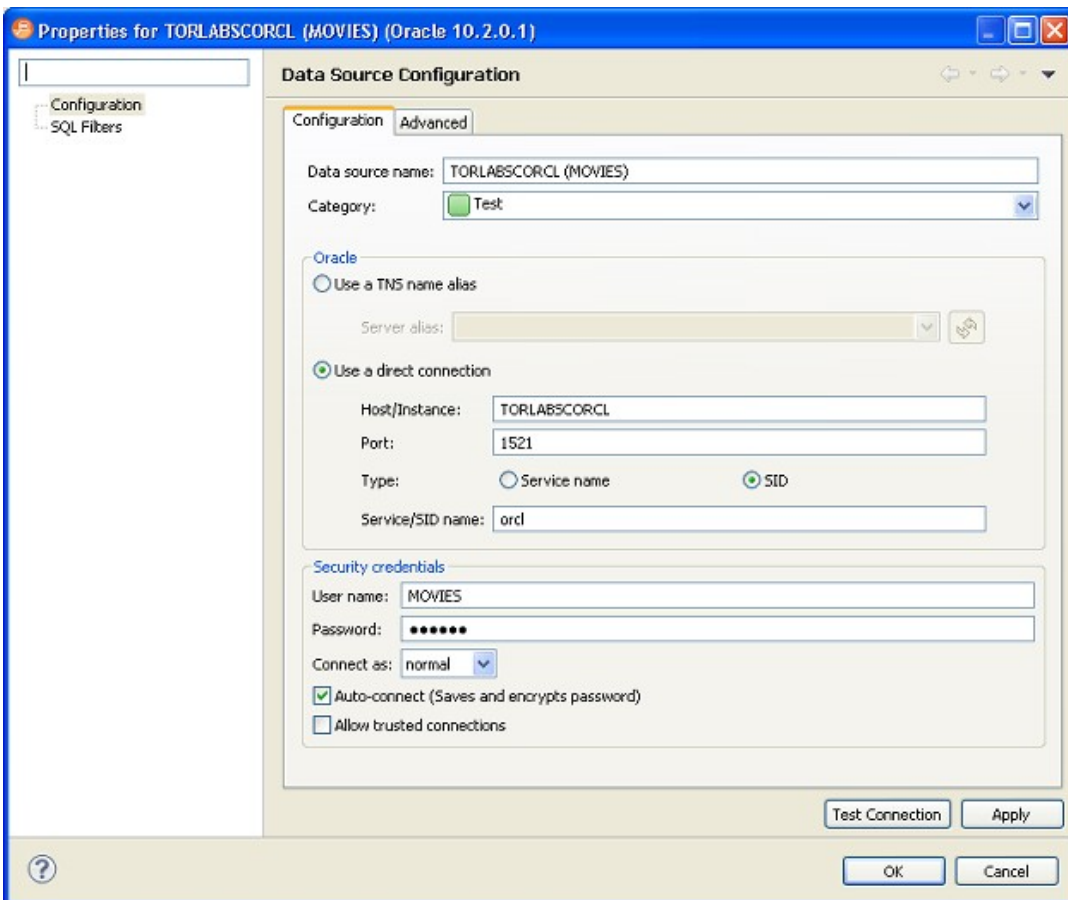 Properties for TORLABSCORCL (MOVIES) (Oracle 10.2.0.1)
Configuration
SQL Filters
Data Source Configuration
Configuration
Advanced
Data source name: TORLABSCORCL (MOVIES)
Category: Test
Oracle
Use a TNS name alias
Server alias:
Use a direct connection
Host/Instance: TORLABSCORCL
Port: 1521
Type: Service name SID
Service/SID name: orcl
Security credentials
User name: MOVIES
Password: ••••••
Connect as: normal
Auto-connect (Saves and encrypts password)
Allow trusted connections
Test Connection Apply
? OK Cancel